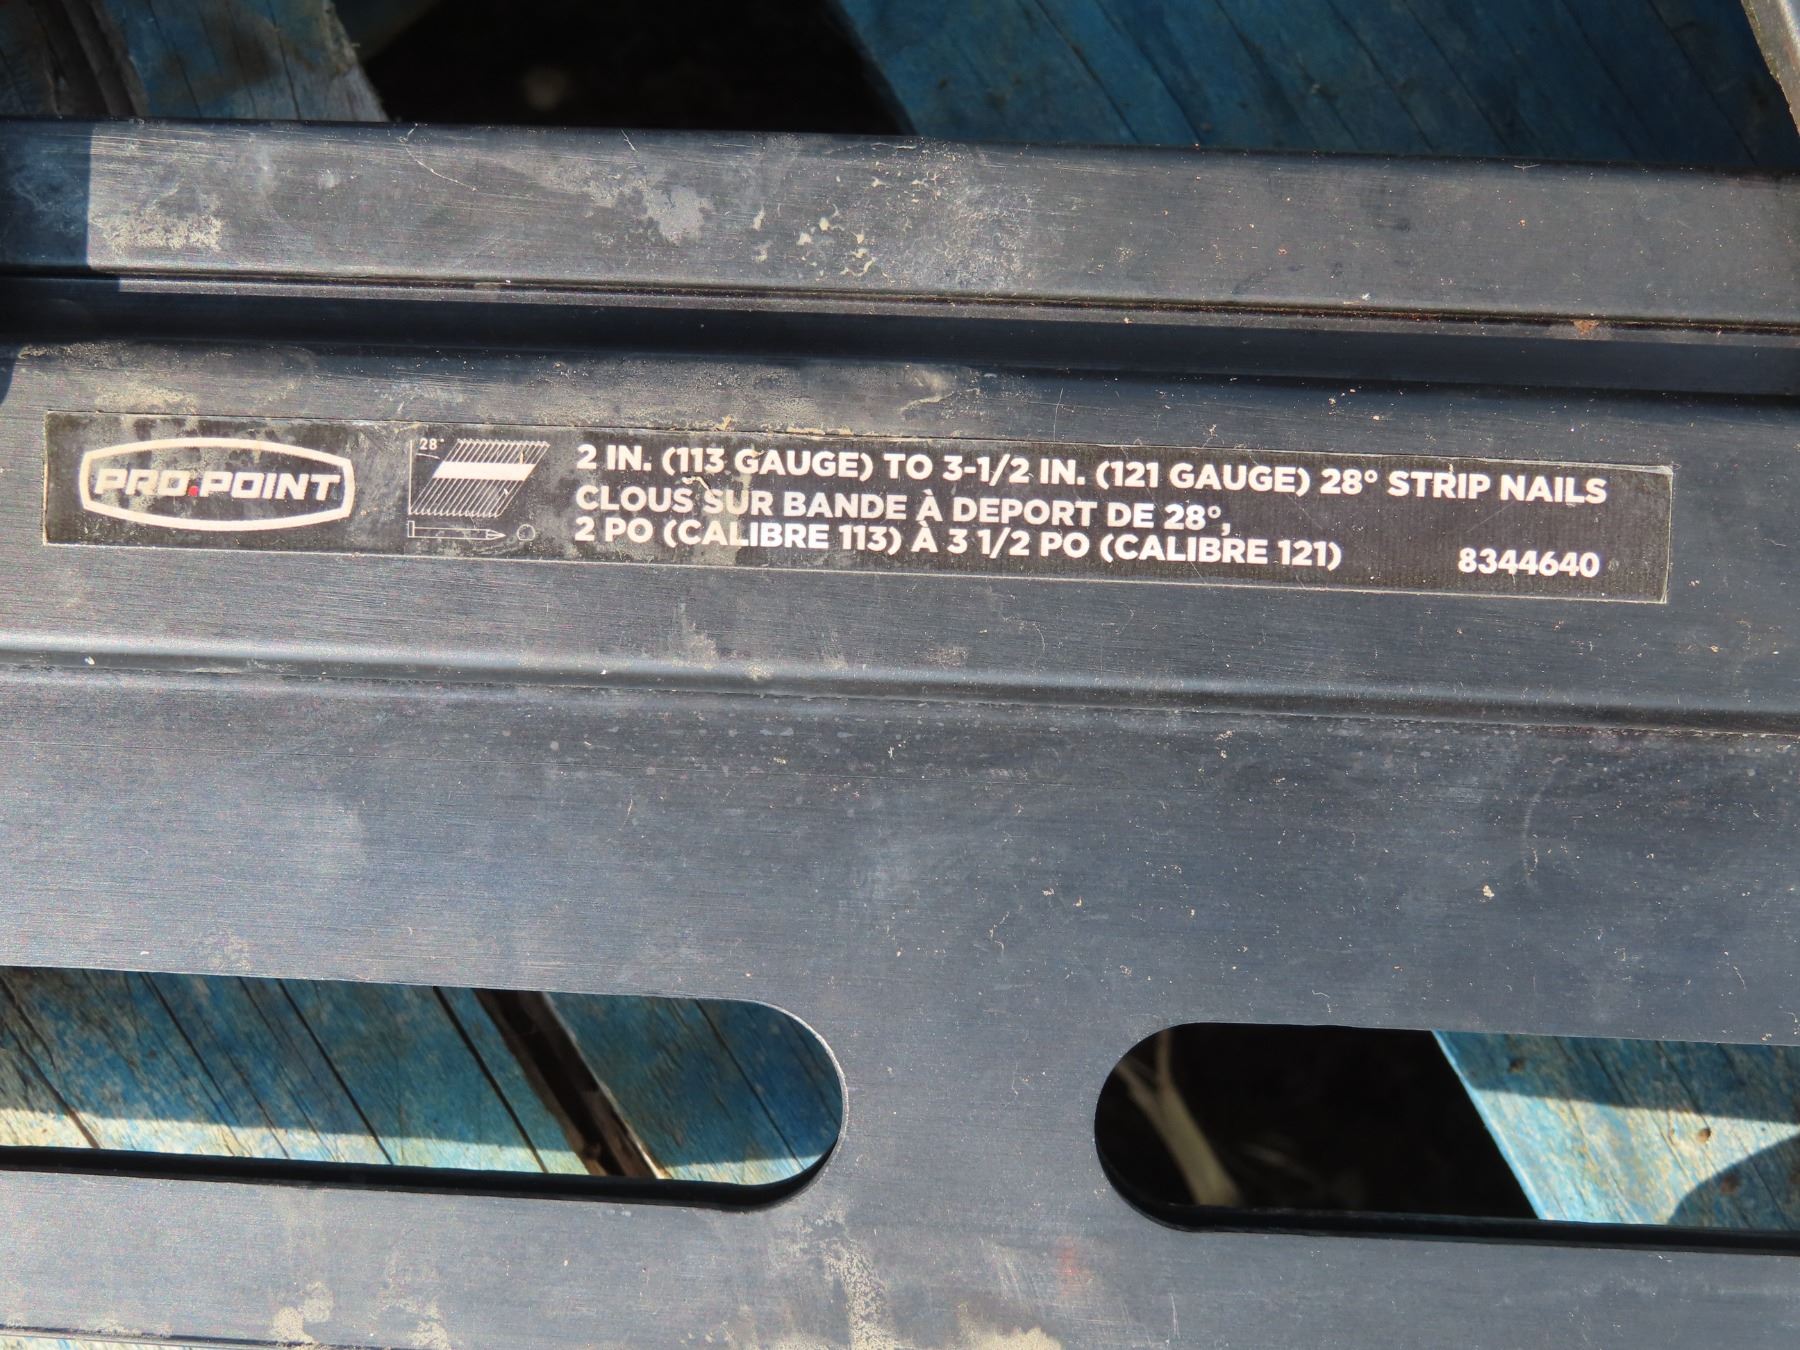 PRO.POINT
28°
2 IN. (113 GAUGE) TO 3-1/2 IN. (121 GAUGE) 28° STRIP NAILS
CLOUS SUR BANDE À DEPORT DE 28°,
2 PO (CALIBRE 113) À 3 1/2 PO (CALIBRE 121)
8344640